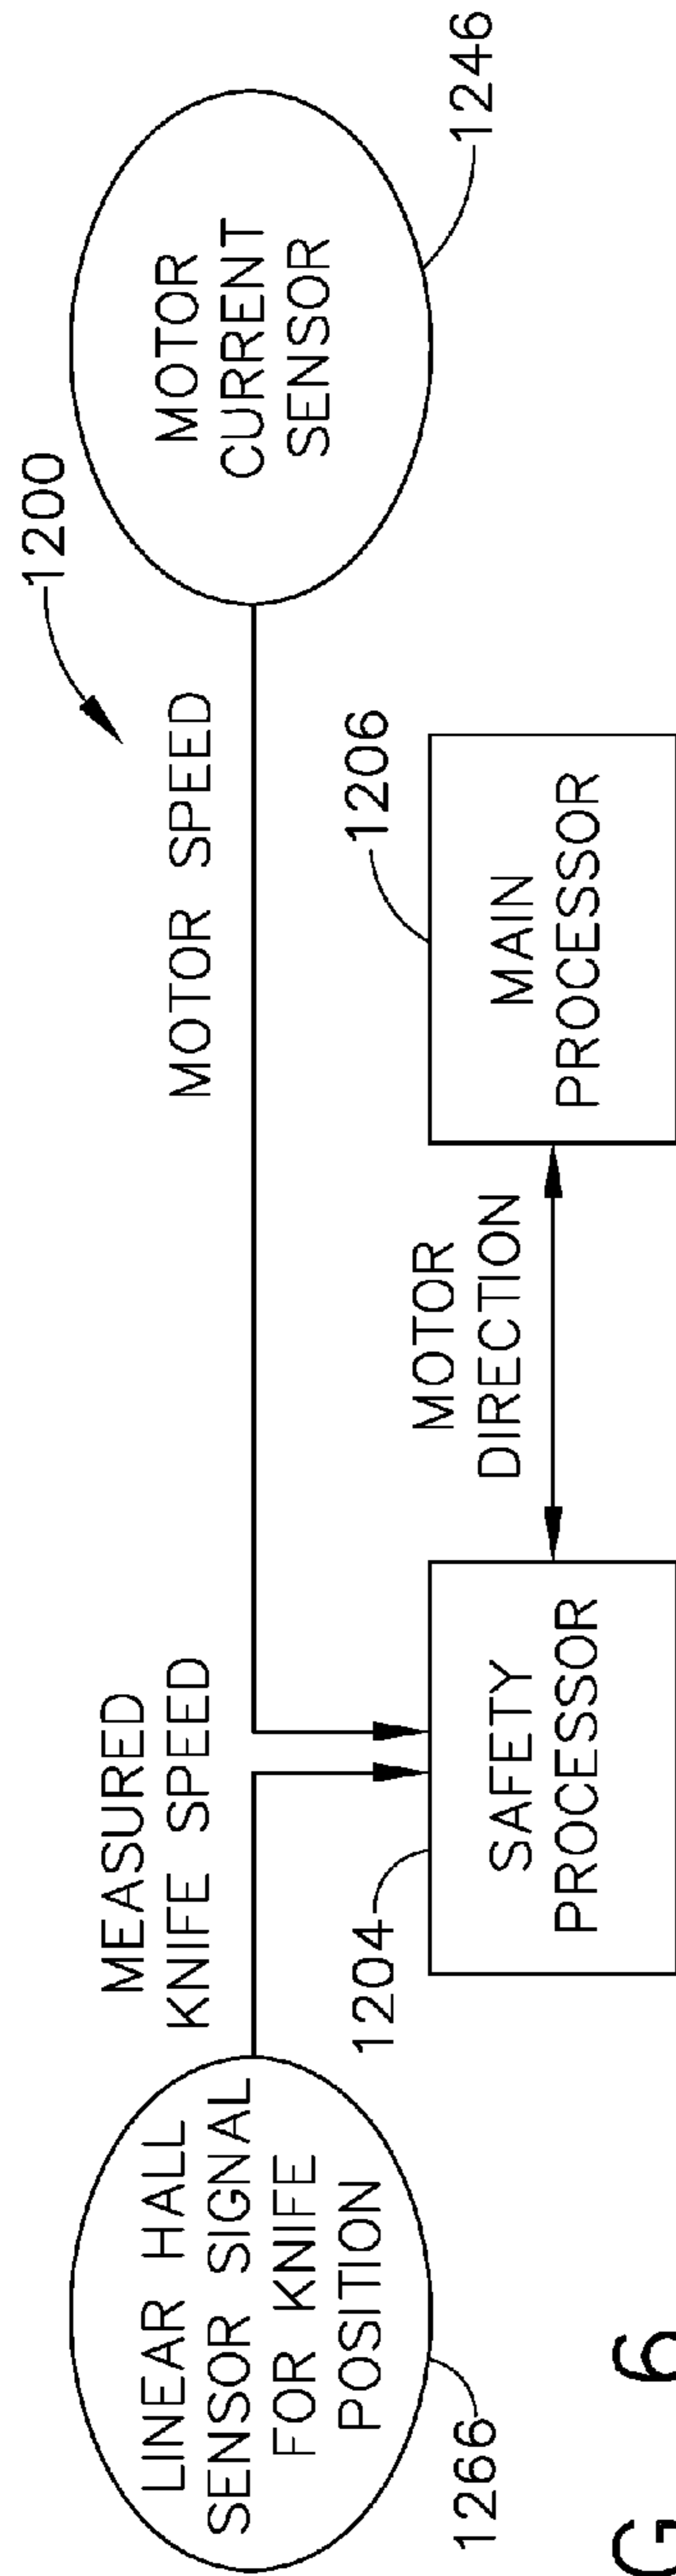 1200
MEASURED
KNIFE SPEED
MOTOR SPEED
LINEAR HALL
SENSOR SIGNAL
FOR KNIFE
POSITION
1266
MOTOR
CURRENT
SENSOR
1246
1204
SAFETY
PROCESSOR
MOTOR
DIRECTION
1206
MAIN
PROCESSOR
G 6